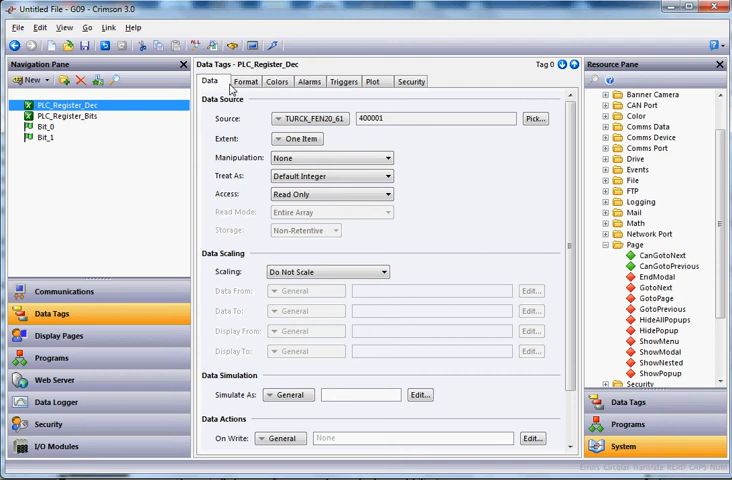 Untitled File - G09 - Crimson 3.0
File Edit View Go Link Help
Navigation Pane
New
PLC_Register_Dec
PLC_Register_Bits
Bit_0
Bit_1
Communications
Data Tags
Display Pages
Programs
Web Server
Data Logger
Security
I/O Modules
Data Tags - PLC_Register_Dec Tag 0
Data Format Colors Alarms Triggers Plot Security
Data Source
Source: TURCK_FEN20_61 400001 Pick...
Extent: One Item
Manipulation: None
Treat As: Default Integer
Access: Read Only
Read Mode: Entire Array
Storage: Non-Retentive
Data Scaling
Scaling: Do Not Scale
Data From: General Edit...
Data To: General Edit...
Display From: General Edit...
Display To: General Edit...
Data Simulation
Simulate As: General Edit...
Data Actions
On Write: General None Edit...
Resource Pane
Banner Camera
CAN Port
Color
Comms Data
Comms Device
Comms Port
Drive
Events
File
FTP
Logging
Mail
Math
Network Port
Page
CanGotoNext
CanGotoPrevious
EndModal
GotoNext
GotoPage
GotoPrevious
HideAllPopups
HidePopup
ShowMenu
ShowModal
ShowNested
ShowPopup
Security
Data Tags
Programs
System
Errors Circular Translate READ CAPS NUM